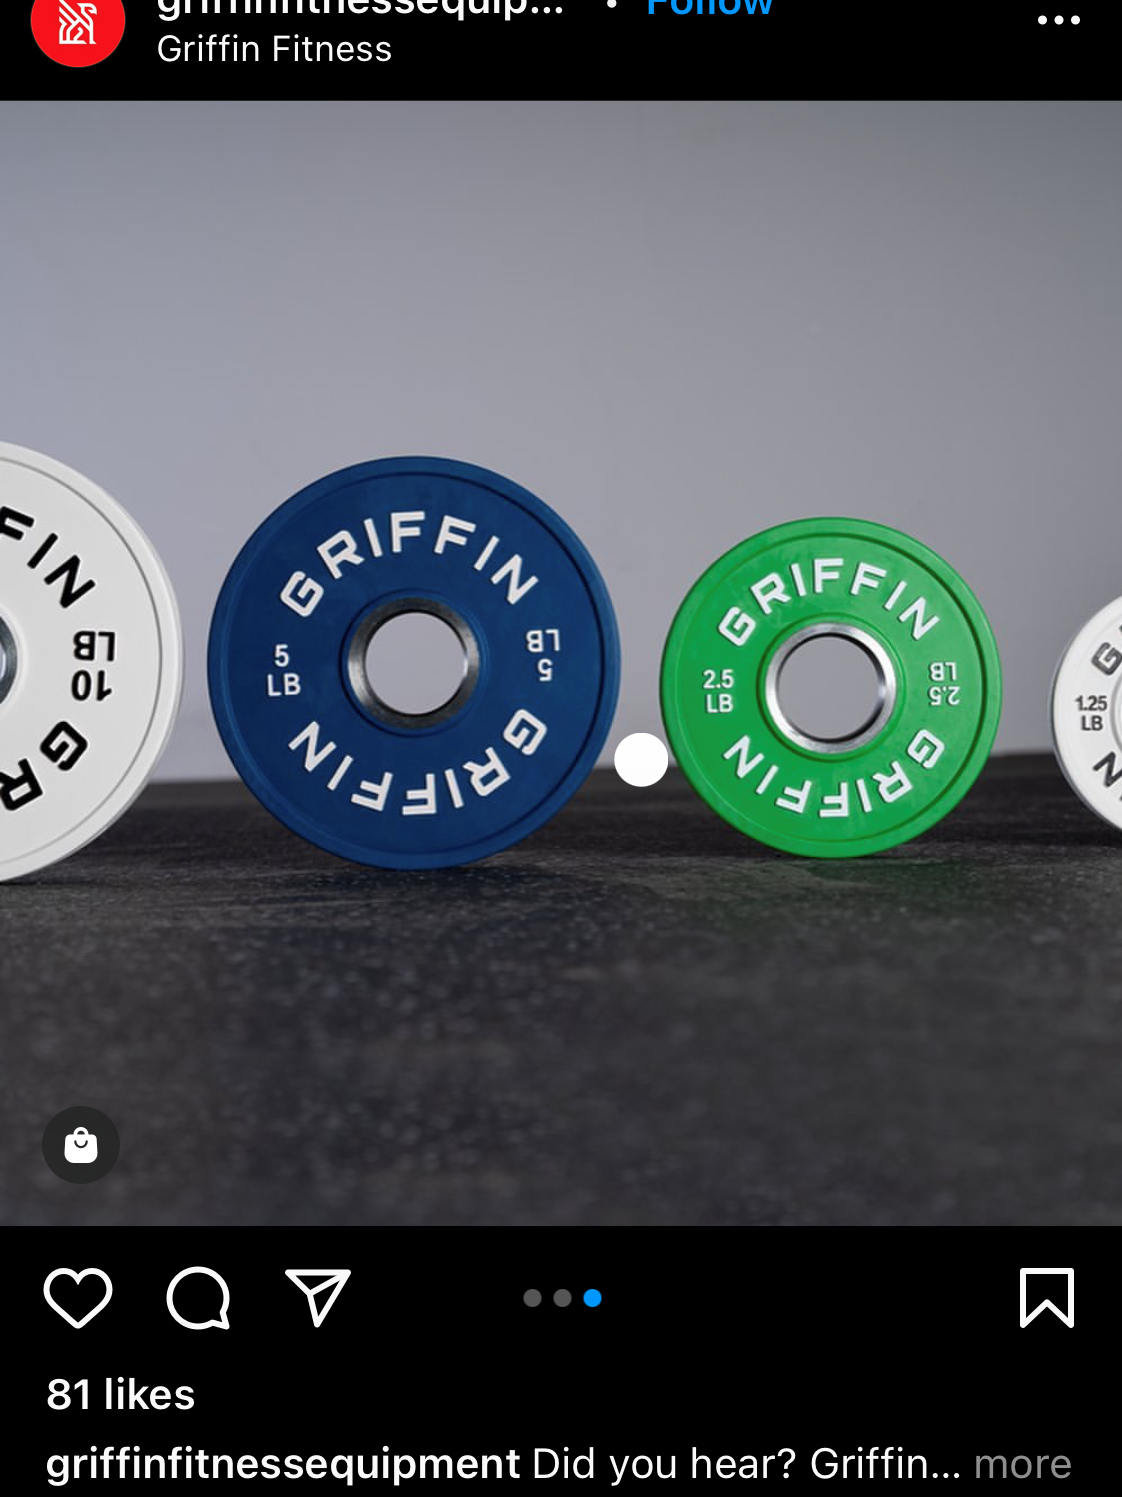 griffinfitnessequip... • Follow
Griffin Fitness
FFIN
10
LB
GR
GRIFFIN
5
LB
5
LB
GRIFFIN
GRIFFIN
2.5
LB
2.5
LB
GRIFFIN
G
1.25
LB
N
81 likes
griffinfitnessequipment Did you hear? Griffin... more